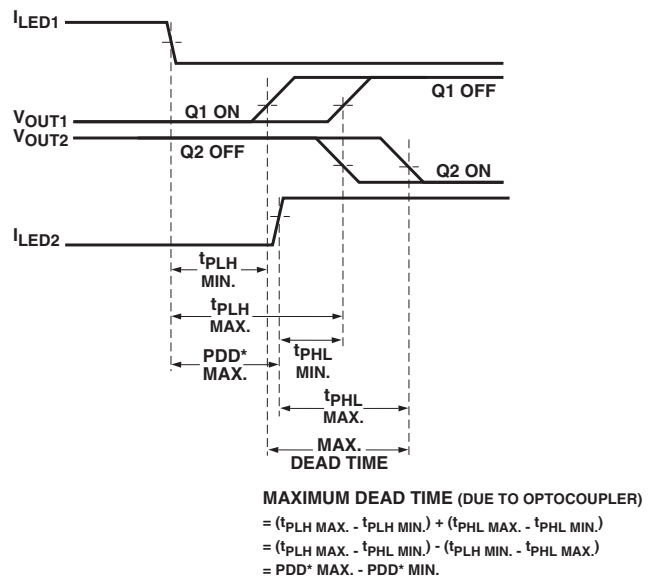 ILED1
Q1 OFF
Q1 ON
VOUT1
VOUT2
Q2 OFF
Q2 ON
ILED2
tPLH
MIN.
tPLH
MAX.
PDD*
MAX.
tPHL
MIN.
tPHL
MAX.
MAX.
DEAD TIME
MAXIMUM DEAD TIME (DUE TO OPTOCOUPLER)
= (tPLH MAX. - tPLH MIN.) + (tPHL MAX. - tPHL MIN.)
= (tPLH MAX. - tPLH MIN.) - (tPLH MIN. - tPHL MAX.)
= PDD* MAX. - PDD* MIN.